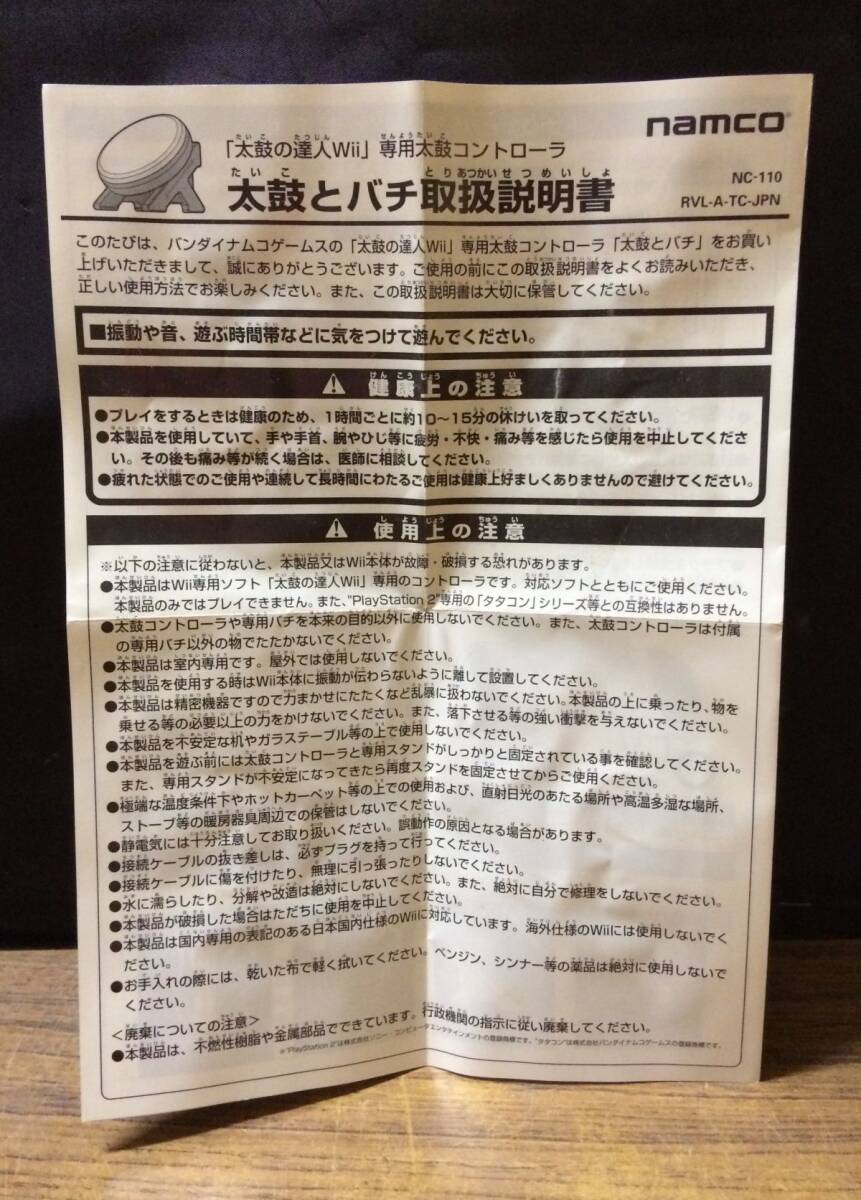 namco
「太鼓の達人Wii」専用太鼓コントローラ
太鼓とバチ取扱説明書
NC-110
RVL-A-TC-JPN
このたびは、バンダイナムコゲームスの「太鼓の達人Wii」専用太鼓コントローラ「太鼓とバチ」をお買い
上げいただきまして、誠にありがとうございます。ご使用の前にこの取扱説明書をよくお読みいただき、
正しい使用方法でお楽しみください。また、この取扱説明書は大切に保管してください。
■振動や音、遊ぶ時間帯などに気をつけて遊んでください。
⚠ 健康上の注意
●プレイをするときは健康のため、1時間ごとに約10～15分の休けいを取ってください。
●本製品を使用していて、手や手首、腕やひじ等に疲労・不快・痛み等を感じたら使用を中止してくださ
い。その後も痛み等が続く場合は、医師に相談してください。
●疲れた状態でのご使用や連続して長時間にわたるご使用は健康上好ましくありませんので避けてください。
⚠ 使用上の注意
※以下の注意に従わないと、本製品又はWii本体が故障・破損する恐れがあります。
●本製品はWii専用ソフト「太鼓の達人Wii」専用のコントローラです。対応ソフトとともにご使用ください。
本製品のみではプレイできません。また、"PlayStation 2"専用の「タタコン」シリーズ等との互換性はありません。
●太鼓コントローラや専用バチを本来の目的以外に使用しないでください。また、太鼓コントローラは付属
の専用バチ以外の物でたたかないでください。
●本製品は室内専用です。屋外では使用しないでください。
●本製品を使用する時はWii本体に振動が伝わらないように離して設置してください。
●本製品は精密機器ですので力まかせにたたくなど乱暴に扱わないでください。本製品の上に乗ったり、物を
乗せる等の必要以上の力をかけないでください。また、落下させる等の強い衝撃を与えないでください。
●本製品を不安定な机やガラステーブル等の上で使用しないでください。
●本製品を遊ぶ前には太鼓コントローラと専用スタンドがしっかりと固定されている事を確認してください。
また、専用スタンドが不安定になってきたら再度スタンドを固定させてからご使用ください。
●極端な温度条件下やホットカーペット等の上での使用および、直射日光のあたる場所や高温多湿な場所、
ストーブ等の暖房器具周辺での保管はしないでください。
●静電気には十分注意してお取り扱いください。誤動作の原因となる場合があります。
●接続ケーブルの抜き差しは、必ずプラグを持って行ってください。
●接続ケーブルに傷を付けたり、無理に引っ張ったりしないでください。
●水に濡らしたり、分解や改造は絶対にしないでください。また、絶対に自分で修理をしないでください。
●本製品が破損した場合はただちに使用を中止してください。
●本製品は国内専用の表記のある日本国内仕様のWiiに対応しています。海外仕様のWiiには使用しないでく
ださい。
●お手入れの際には、乾いた布で軽く拭いてください。ベンジン、シンナー等の薬品は絶対に使用しないで
ください。
＜廃棄についての注意＞
●本製品は、不燃性樹脂や金属部品でできています。行政機関の指示に従い廃棄してください。
※"PlayStation 2"は株式会社ソニー・コンピュータエンタテインメントの登録商標です。"タタコン"は株式会社バンダイナムコゲームスの登録商標です。